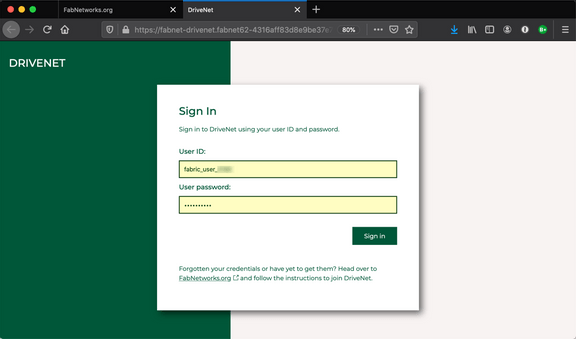 FabNetworks.org
DriveNet
https://fabnet-drivenet.fabnet62-4316aff83d8e9be37e
80%
DRIVENET
Sign In
Sign in to DriveNet using your user ID and password.
User ID:
fabric_user_
User password:
••••••••••
Sign in
Forgotten your credentials or have yet to get them? Head over to
FabNetworks.org and follow the instructions to join DriveNet.